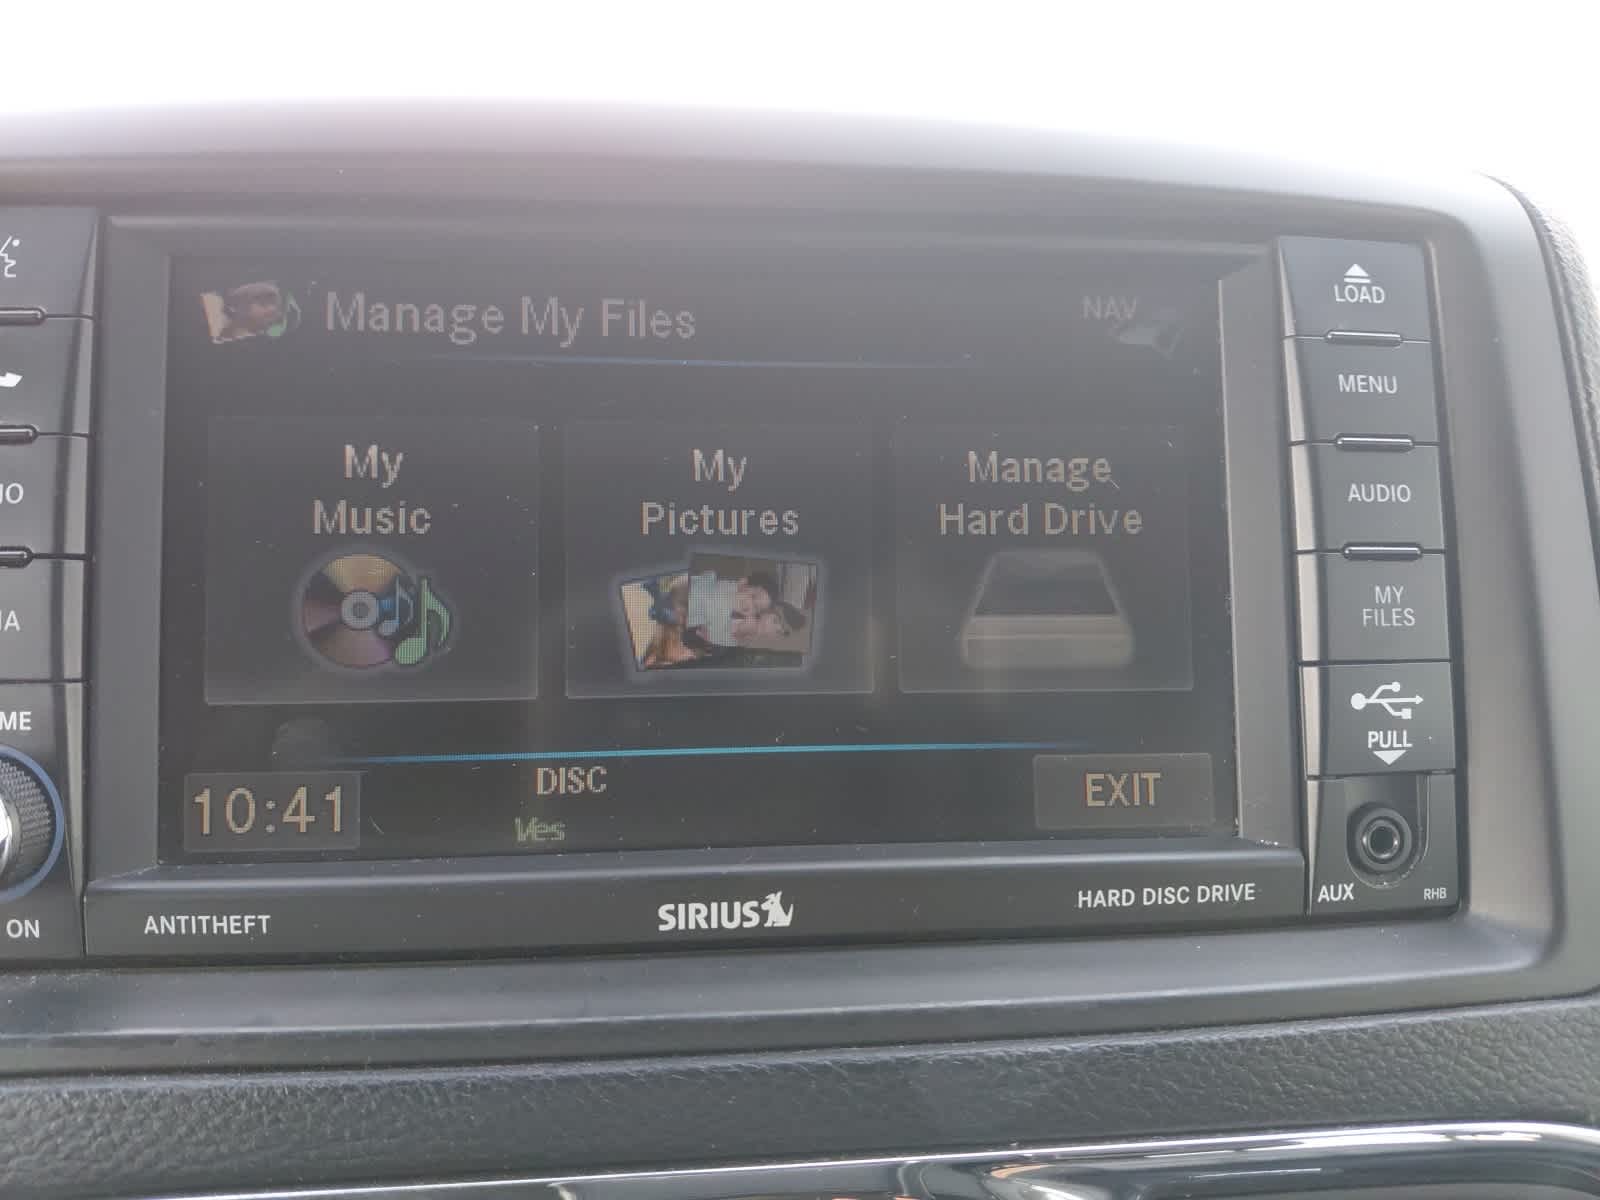 Manage My Files
NAV
My
Music
My
Pictures
Manage
Hard Drive
10:41
DISC
Ves
EXIT
ANTITHEFT
SIRIUS
HARD DISC DRIVE
LOAD
MENU
AUDIO
MY
FILES
PULL
AUX
RHB
ON